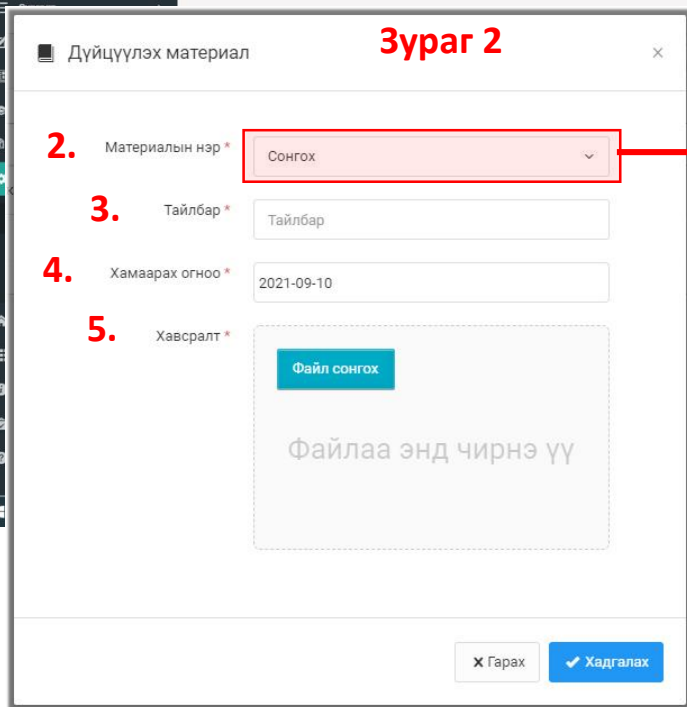 Зураг 2
Дүйцүүлэх материал
2. Материалын нэр * Сонгох
3. Тайлбар * Тайлбар
4. Хамаарах огноо * 2021-09-10
5. Хавсралт *
Файл сонгох
Файлаа энд чирнэ үү
Гарах Хадгалах